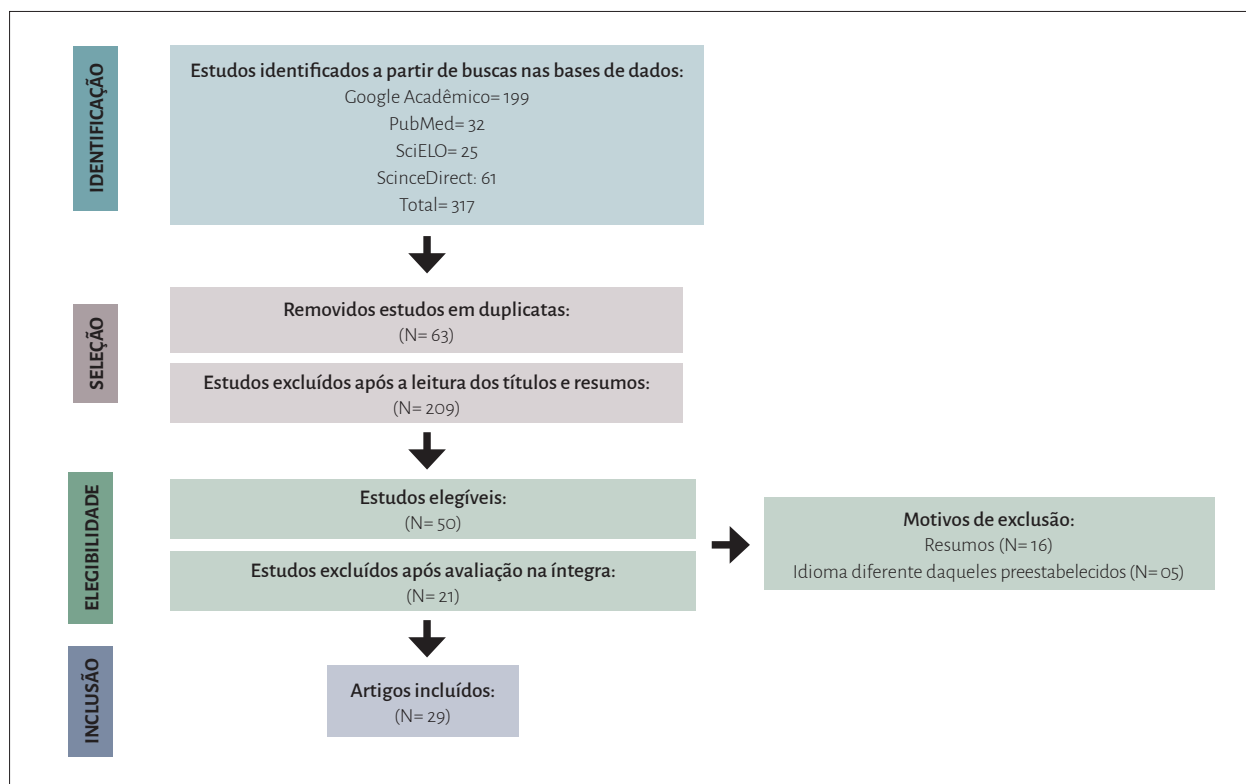 IDENTIFICAÇÃO
Estudos identificados a partir de buscas nas bases de dados:
Google Acadêmico= 199
PubMed= 32
SciELO= 25
ScinceDirect: 61
Total= 317
SELEÇÃO
Removidos estudos em duplicatas:
(N= 63)
Estudos excluídos após a leitura dos títulos e resumos:
(N= 209)
ELEGIBILIDADE
Estudos elegíveis:
(N= 50)
Estudos excluídos após avaliação na íntegra:
(N= 21)
Motivos de exclusão:
Resumos (N= 16)
Idioma diferente daqueles preestabelecidos (N= 05)
INCLUSÃO
Artigos incluídos:
(N= 29)